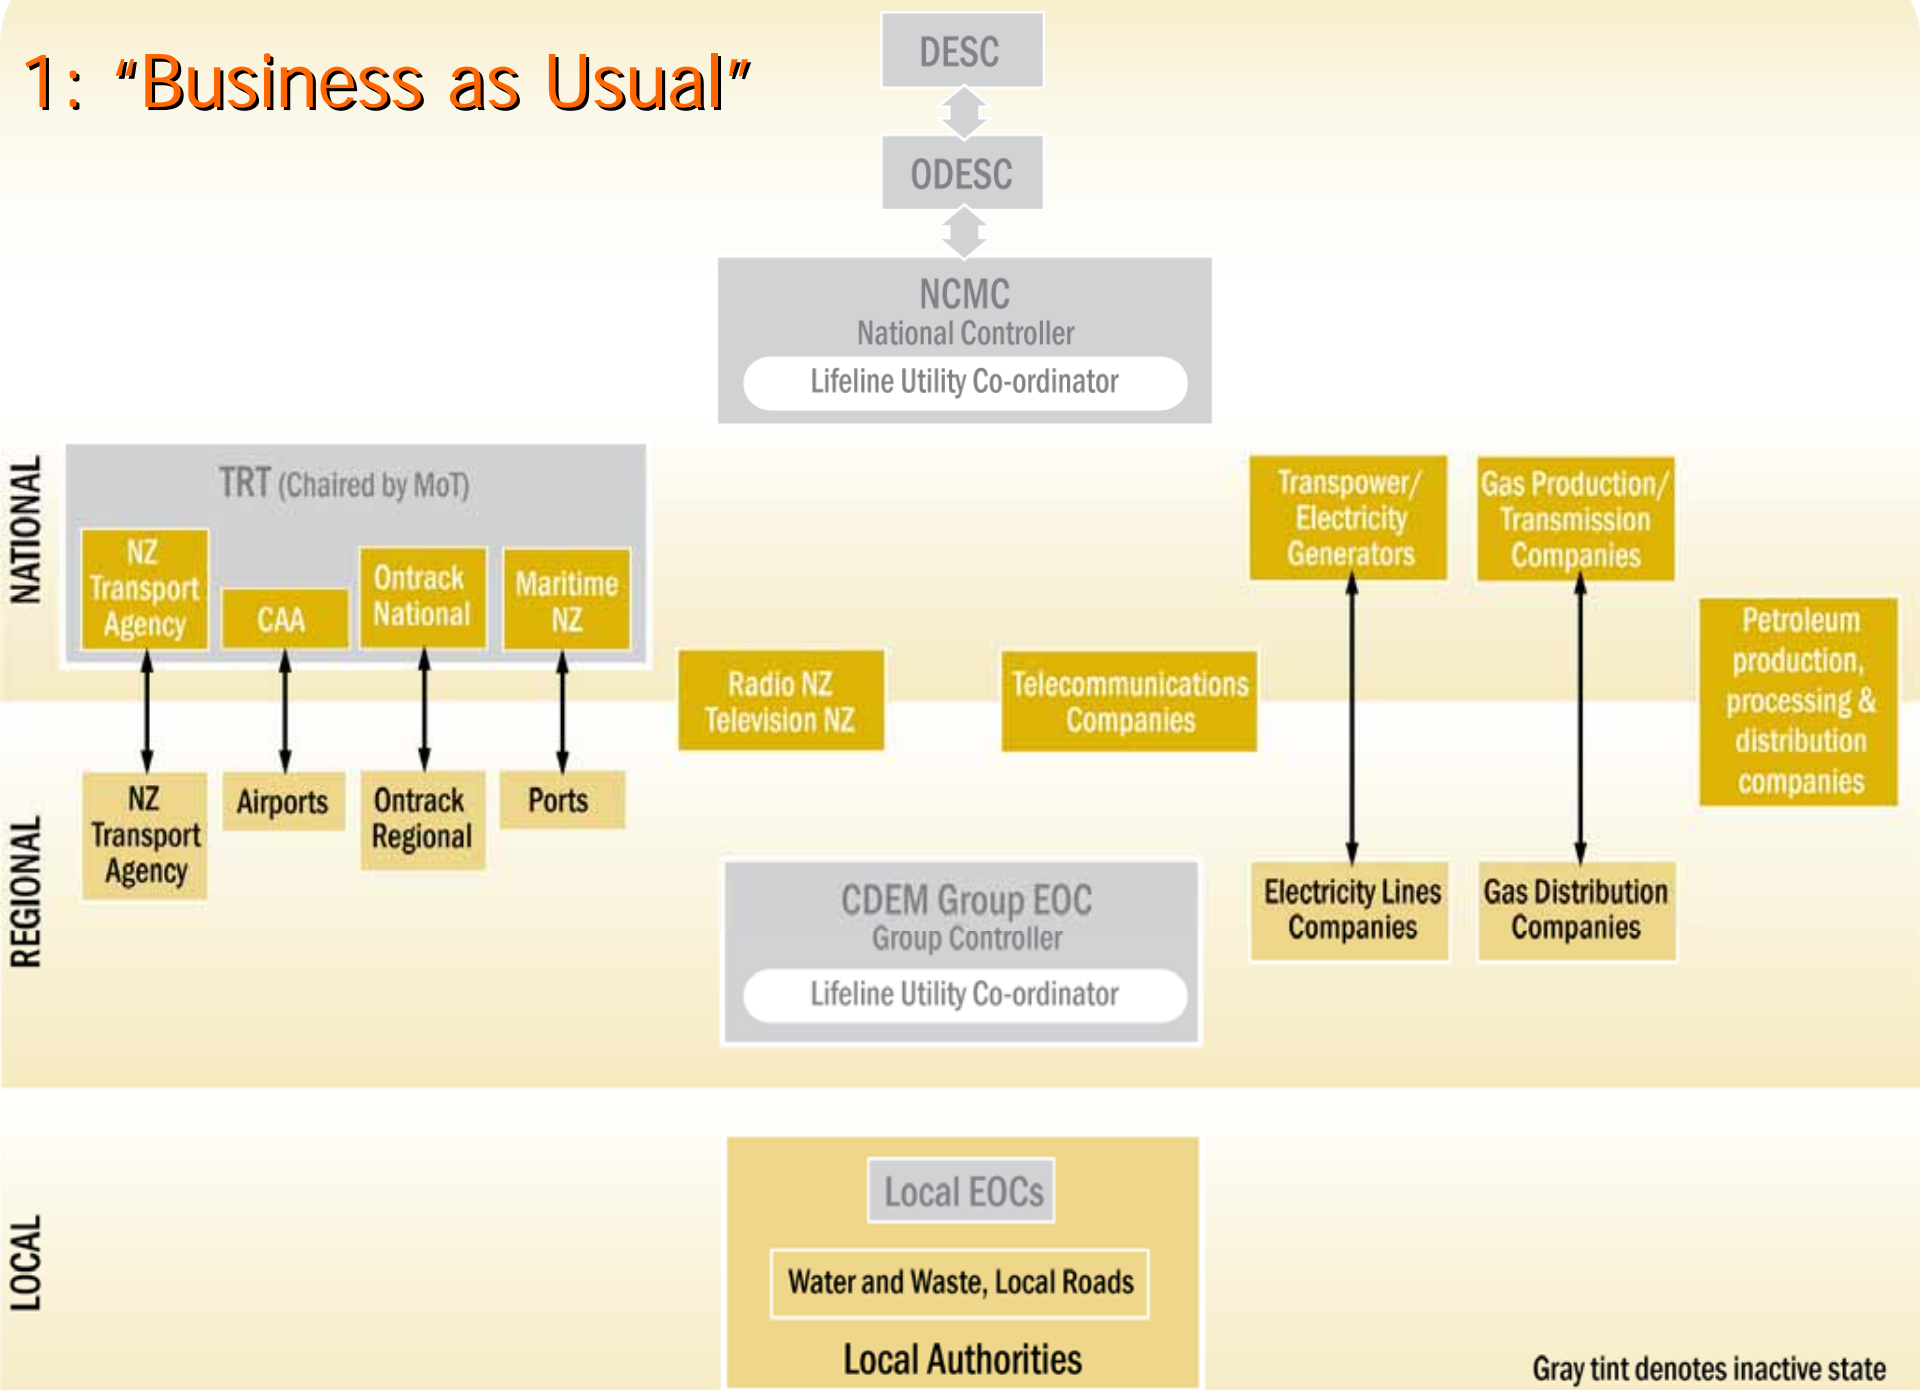 1: “Business as Usual”
DESC
ODESC
NCMC
National Controller
Lifeline Utility Co-ordinator
NATIONAL
TRT (Chaired by MoT)
NZ
Transport
Agency
CAA
Ontrack
National
Maritime
NZ
Radio NZ
Television NZ
Telecommunications
Companies
Transpower/
Electricity
Generators
Gas Production/
Transmission
Companies
Petroleum
production,
processing &
distribution
companies
REGIONAL
NZ
Transport
Agency
Airports
Ontrack
Regional
Ports
CDEM Group EOC
Group Controller
Lifeline Utility Co-ordinator
Electricity Lines
Companies
Gas Distribution
Companies
LOCAL
Local EOCs
Water and Waste, Local Roads
Local Authorities
Gray tint denotes inactive state